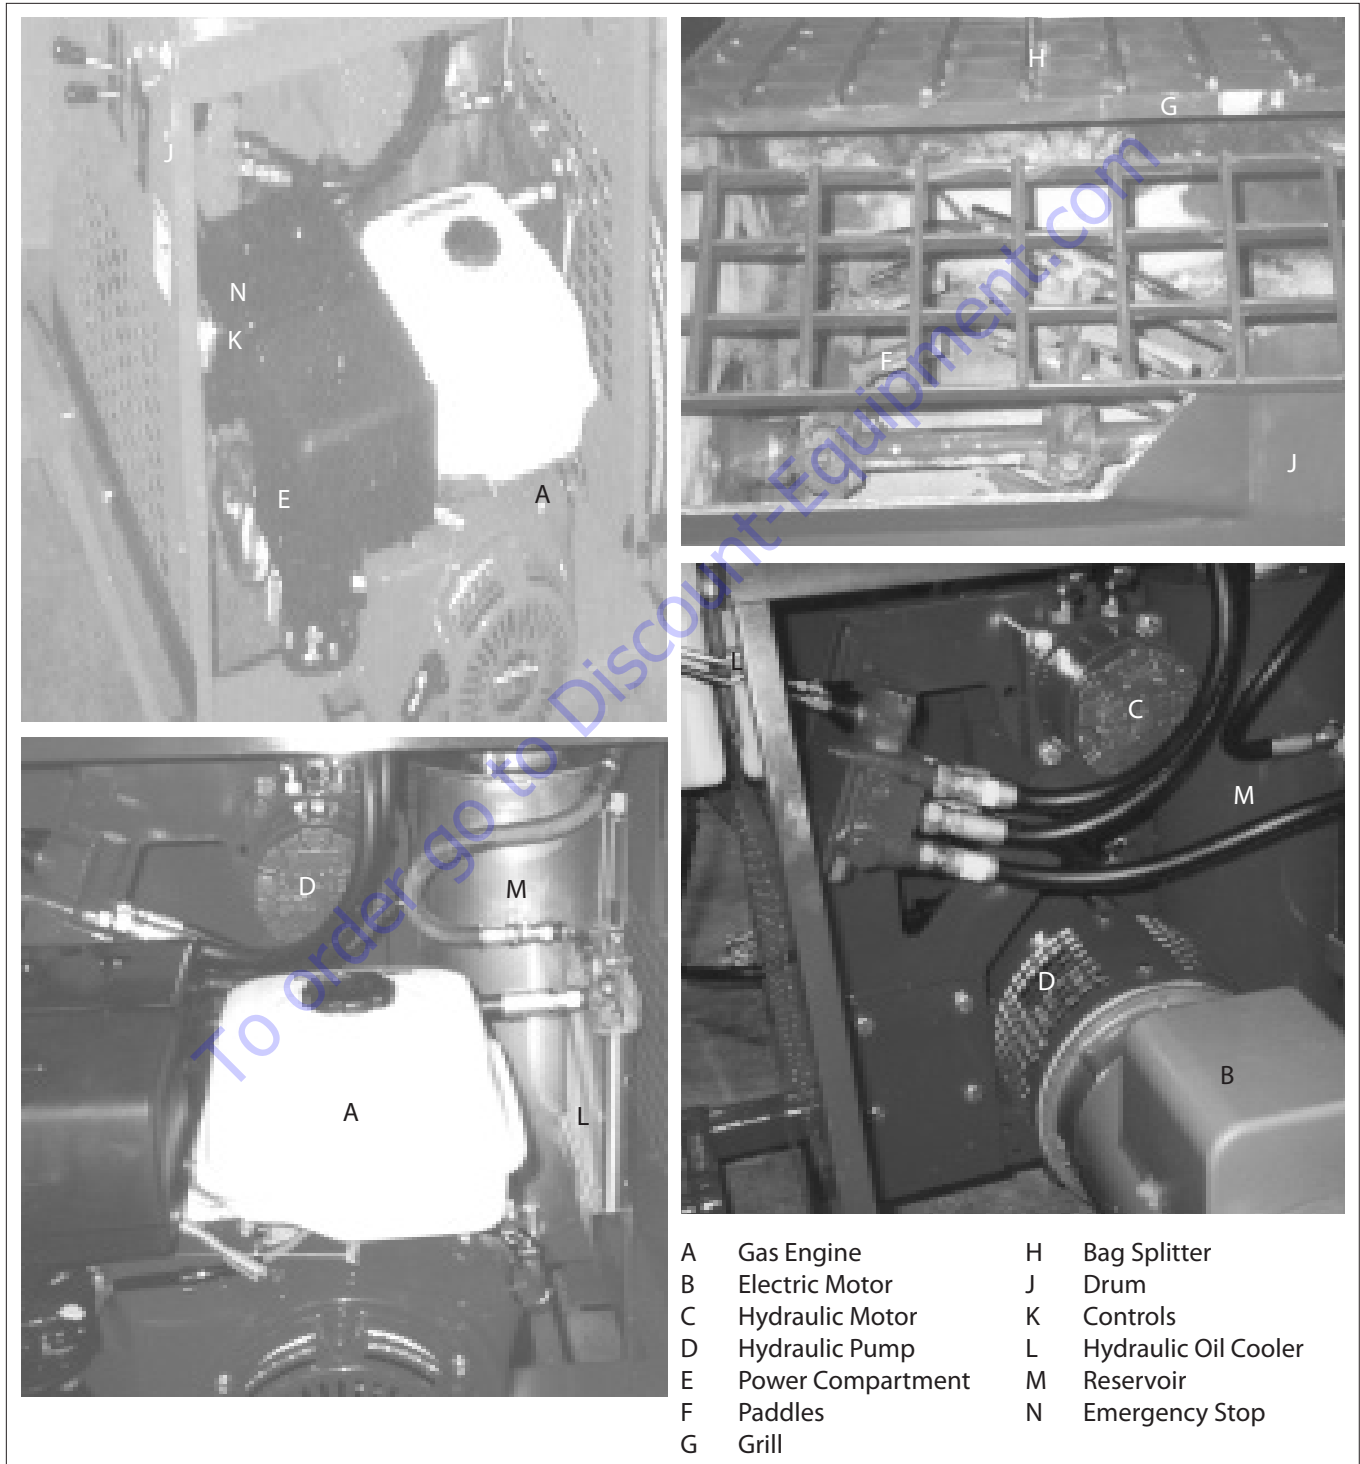 J
N
K
E
A
H
G
F
J
D
M
A
L
L
C
M
D
B
A Gas Engine
B Electric Motor
C Hydraulic Motor
D Hydraulic Pump
E Power Compartment
F Paddles
G Grill
H Bag Splitter
J Drum
K Controls
L Hydraulic Oil Cooler
M Reservoir
N Emergency Stop
To order go to Discount-Equipment.com